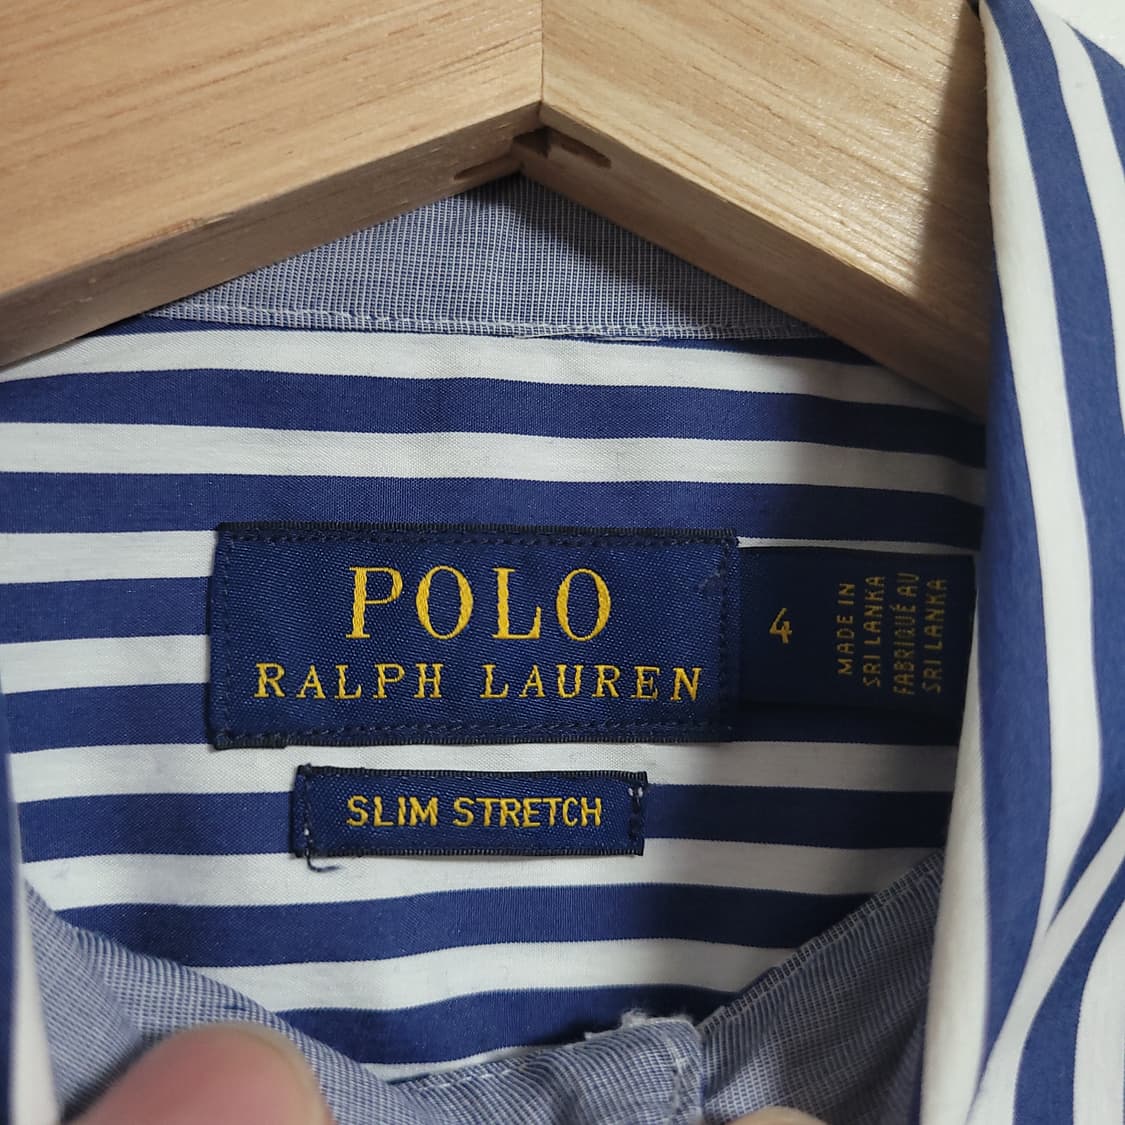 POLO
RALPH LAUREN
4
MADE IN
SRI LANKA
FABRIQUÉ AU
SRI LANKA
SLIM STRETCH